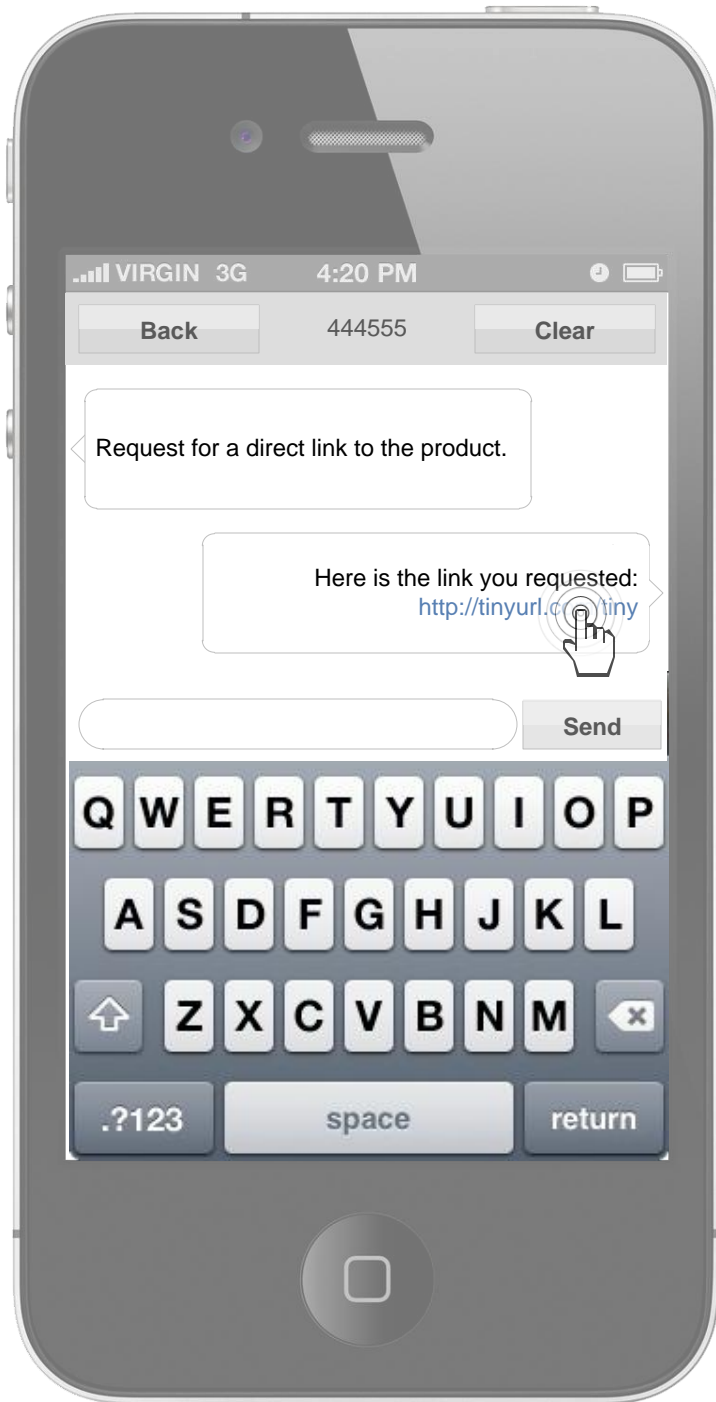 VIRGIN 3G 4:20 PM
Back 444555 Clear
Request for a direct link to the product.
Here is the link you requested:
http://tinyurl.co /tiny
Send
Q W E R T Y U I O P
A S D F G H J K L
Z X C V B N M
.?123 space return